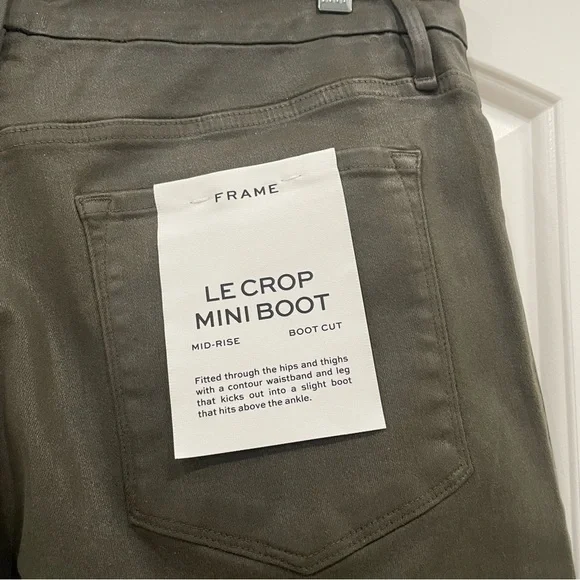 FRAME
LE CROP
MINI BOOT
MID-RISE BOOT CUT
Fitted through the hips and thighs
with a contour waistband and leg
that kicks out into a slight boot
that hits above the ankle.